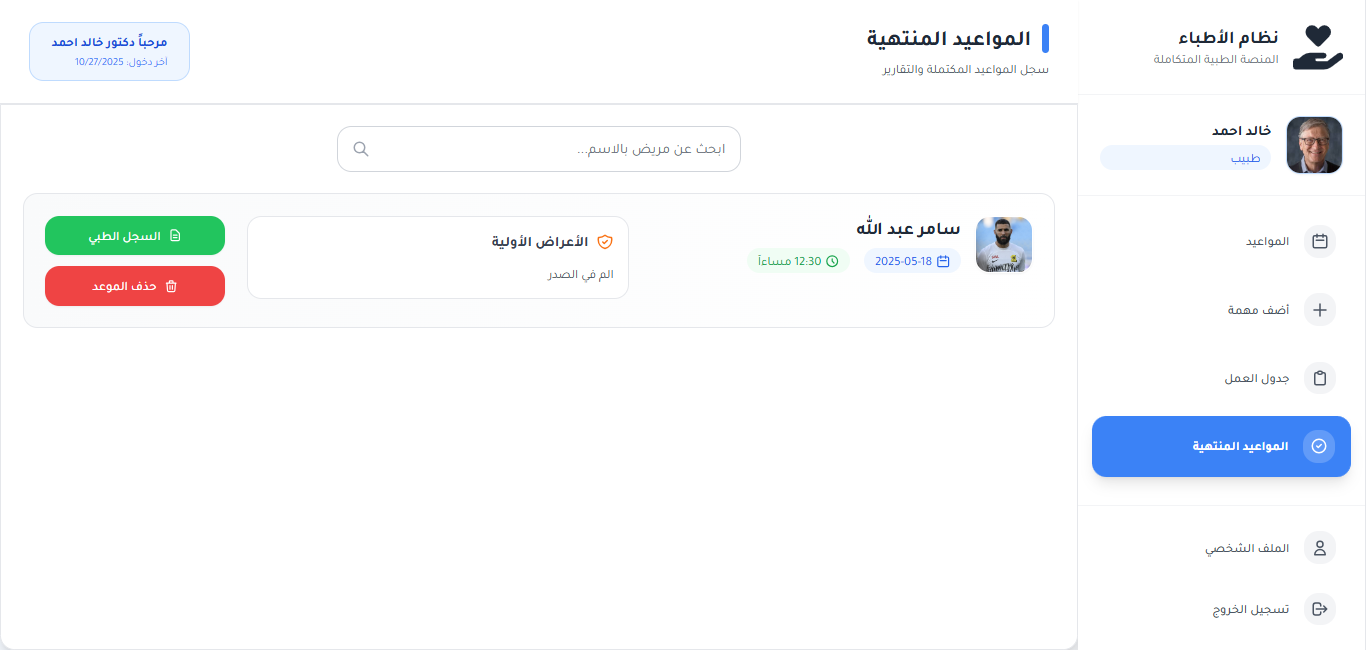 نظام الأطباء
المنصة الطبية المتكاملة
خالد احمد
طبيب
المواعيد
أضف مهمة
جدول العمل
المواعيد المنتهية
الملف الشخصي
تسجيل الخروج
المواعيد المنتهية
سجل المواعيد المكتملة والتقارير
مرحباً دكتور خالد احمد
آخر دخول: 10/27/2025
ابحث عن مريض بالاسم...
سامر عبد الله
2025-05-18
12:30 مساءاً
الأعراض الأولية
الم في الصدر
السجل الطبي
حذف الموعد